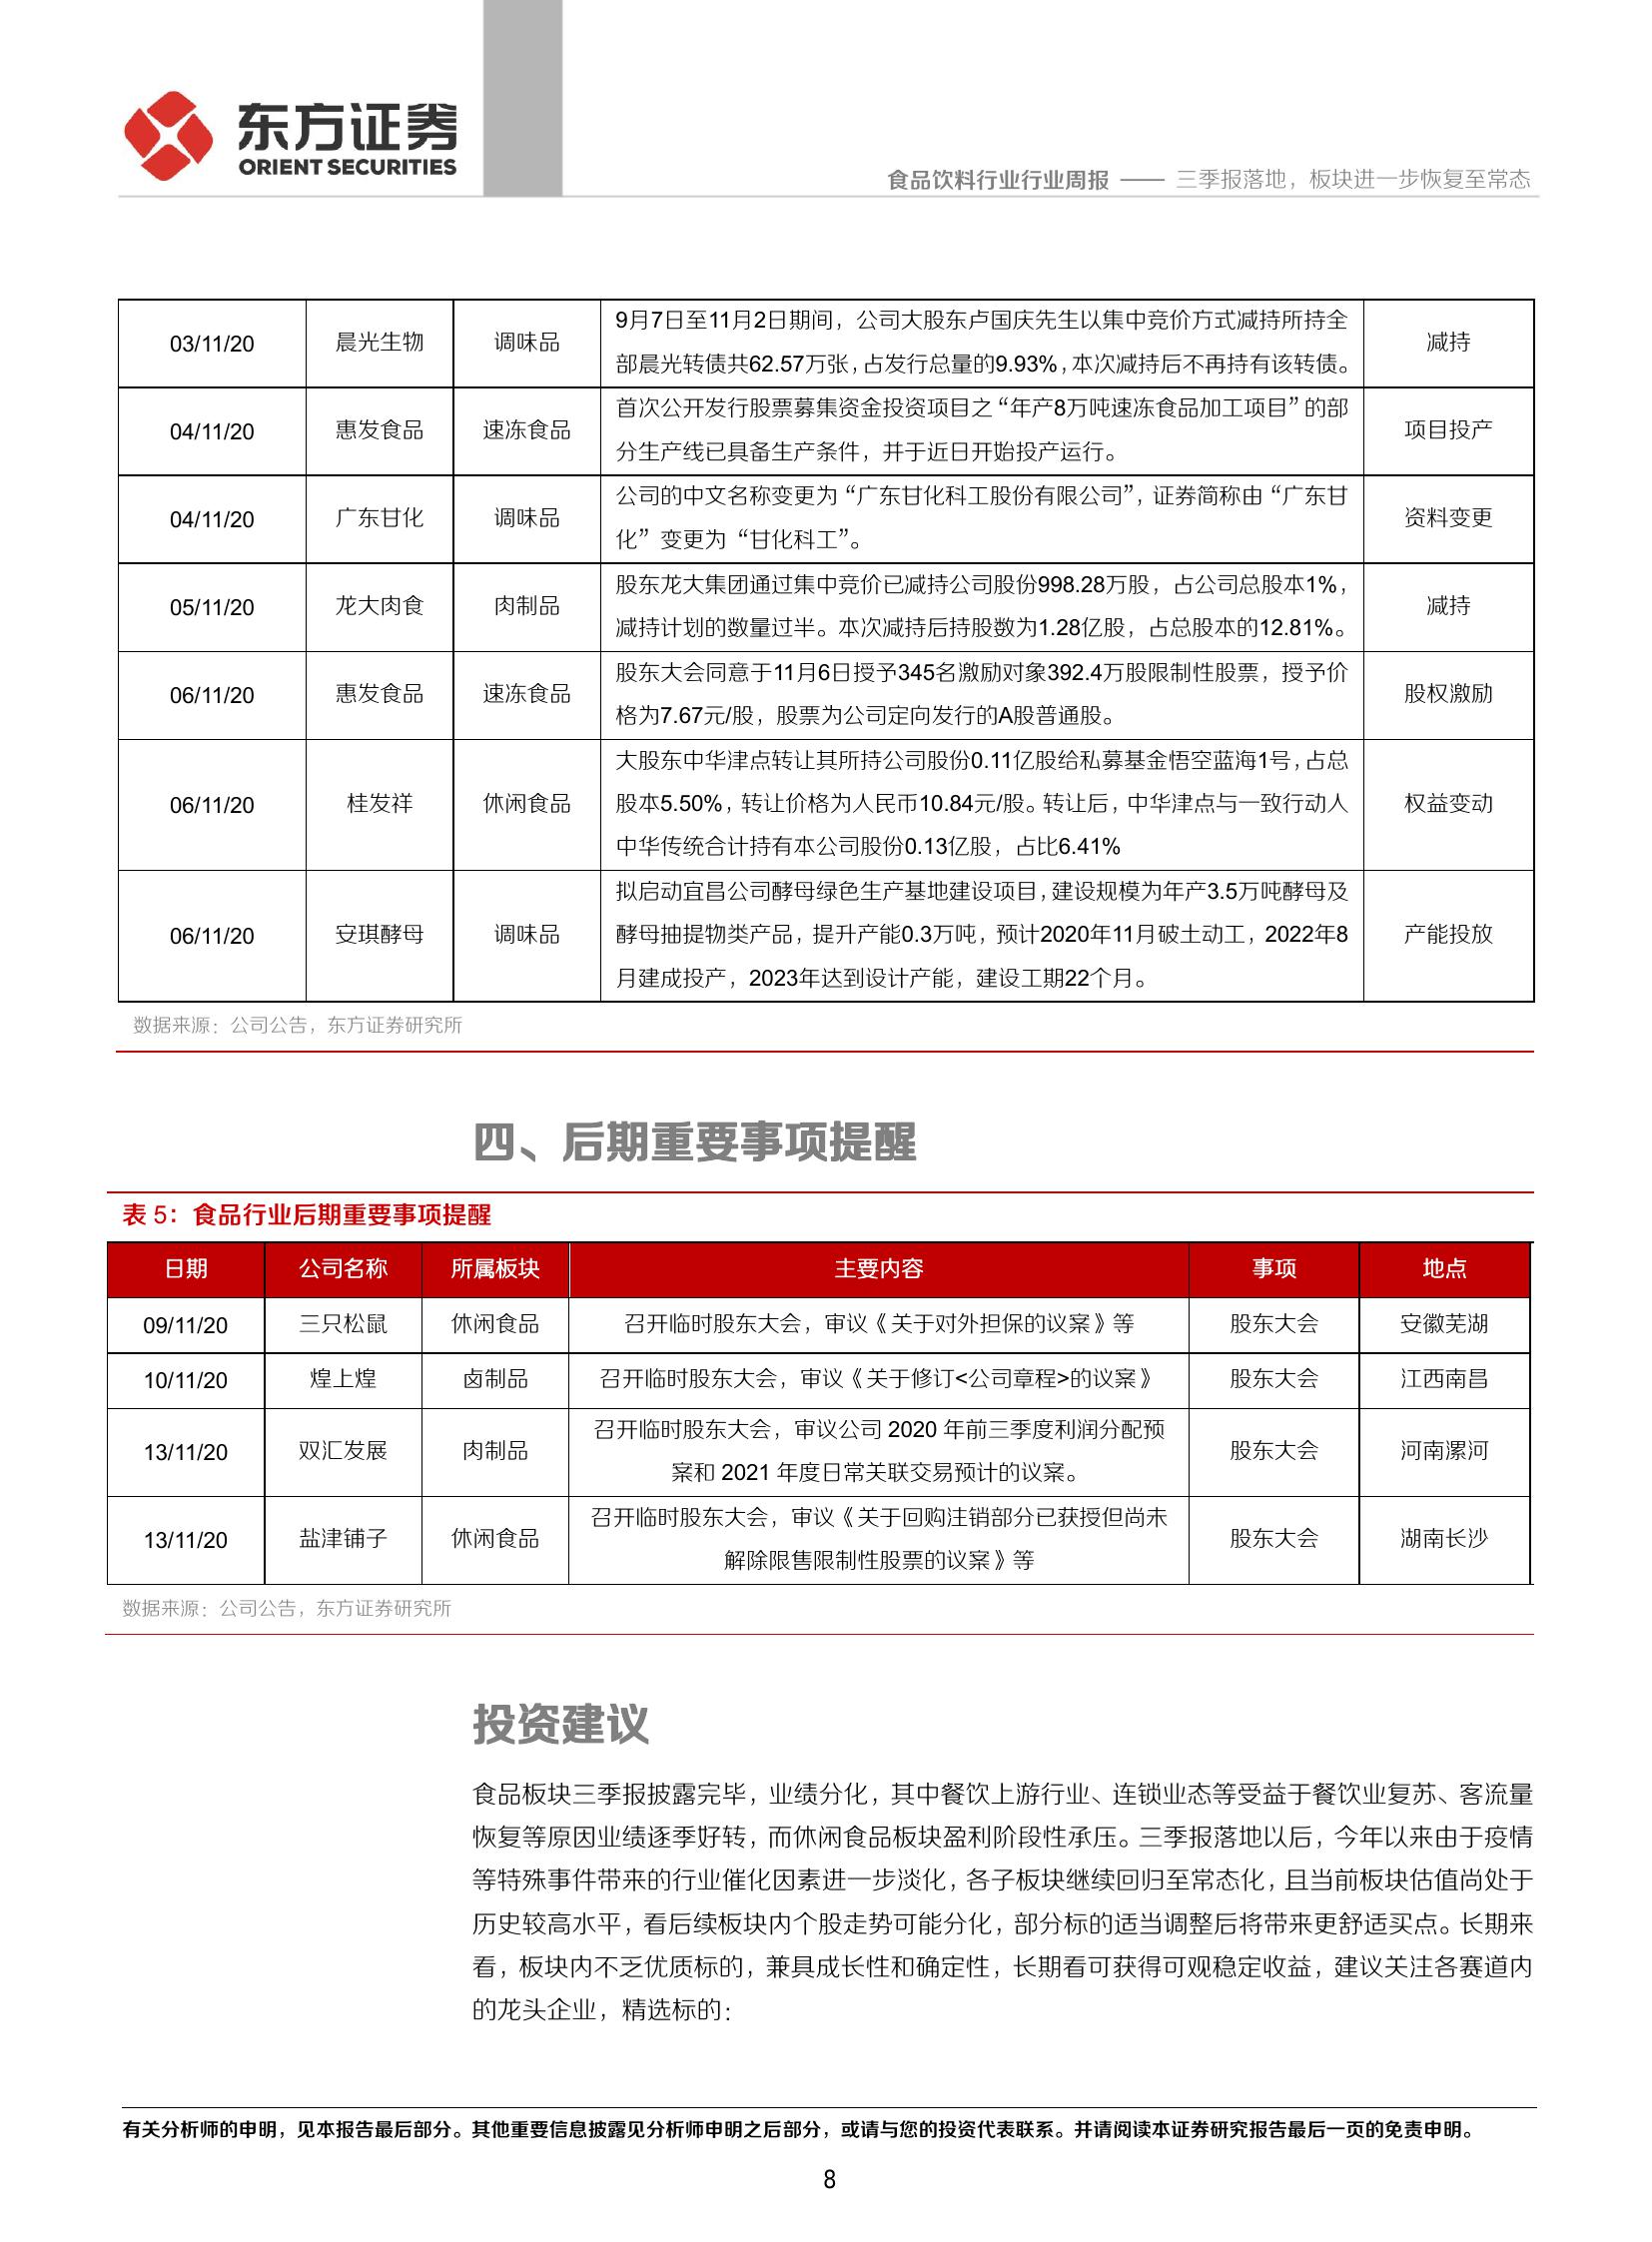 东方证券
ORIENT SECURITIES
食品饮料行业行业周报 —— 三季报落地，板块进一步恢复至常态
03/11/20 晨光生物 调味品 9月7日至11月2日期间，公司大股东卢国庆先生以集中竞价方式减持所持全
部晨光转债共62.57万张，占发行总量的9.93%，本次减持后不再持有该转债。 减持
04/11/20 惠发食品 速冻食品 首次公开发行股票募集资金投资项目之“年产8万吨速冻食品加工项目”的部
分生产线已具备生产条件，并于近日开始投产运行。 项目投产
04/11/20 广东甘化 调味品 公司的中文名称变更为“广东甘化科工股份有限公司”，证券简称由“广东甘
化”变更为“甘化科工”。 资料变更
05/11/20 龙大肉食 肉制品 股东龙大集团通过集中竞价已减持公司股份998.28万股，占公司总股本1%，
减持计划的数量过半。本次减持后持股数为1.28亿股，占总股本的12.81%。 减持
06/11/20 惠发食品 速冻食品 股东大会同意于11月6日授予345名激励对象392.4万股限制性股票，授予价
格为7.67元/股，股票为公司定向发行的A股普通股。 股权激励
06/11/20 桂发祥 休闲食品 大股东中华津点转让其所持公司股份0.11亿股给私募基金悟空蓝海1号，占总
股本5.50%，转让价格为人民币10.84元/股。转让后，中华津点与一致行动人
中华传统合计持有本公司股份0.13亿股，占比6.41% 权益变动
06/11/20 安琪酵母 调味品 拟启动宜昌公司酵母绿色生产基地建设项目，建设规模为年产3.5万吨酵母及
酵母抽提物类产品，提升产能0.3万吨，预计2020年11月破土动工，2022年8
月建成投产，2023年达到设计产能，建设工期22个月。 产能投放
数据来源：公司公告，东方证券研究所
四、后期重要事项提醒
表 5：食品行业后期重要事项提醒
日期 公司名称 所属板块 主要内容 事项 地点
09/11/20 三只松鼠 休闲食品 召开临时股东大会，审议《关于对外担保的议案》等 股东大会 安徽芜湖
10/11/20 煌上煌 卤制品 召开临时股东大会，审议《关于修订<公司章程>的议案》 股东大会 江西南昌
13/11/20 双汇发展 肉制品 召开临时股东大会，审议公司 2020 年前三季度利润分配预
案和 2021 年度日常关联交易预计的议案。 股东大会 河南漯河
13/11/20 盐津铺子 休闲食品 召开临时股东大会，审议《关于回购注销部分已获授但尚未
解除限售限制性股票的议案》等 股东大会 湖南长沙
数据来源：公司公告，东方证券研究所
投资建议
食品板块三季报披露完毕，业绩分化，其中餐饮上游行业、连锁业态等受益于餐饮业复苏、客流量
恢复等原因业绩逐季好转，而休闲食品板块盈利阶段性承压。三季报落地以后，今年以来由于疫情
等特殊事件带来的行业催化因素进一步淡化，各子板块继续回归至常态化，且当前板块估值尚处于
历史较高水平，看后续板块内个股走势可能分化，部分标的适当调整后将带来更舒适买点。长期来
看，板块内不乏优质标的，兼具成长性和确定性，长期看可获得可观稳定收益，建议关注各赛道内
的龙头企业，精选标的：
有关分析师的申明，见本报告最后部分。其他重要信息披露见分析师申明之后部分，或请与您的投资代表联系。并请阅读本证券研究报告最后一页的免责申明。
8